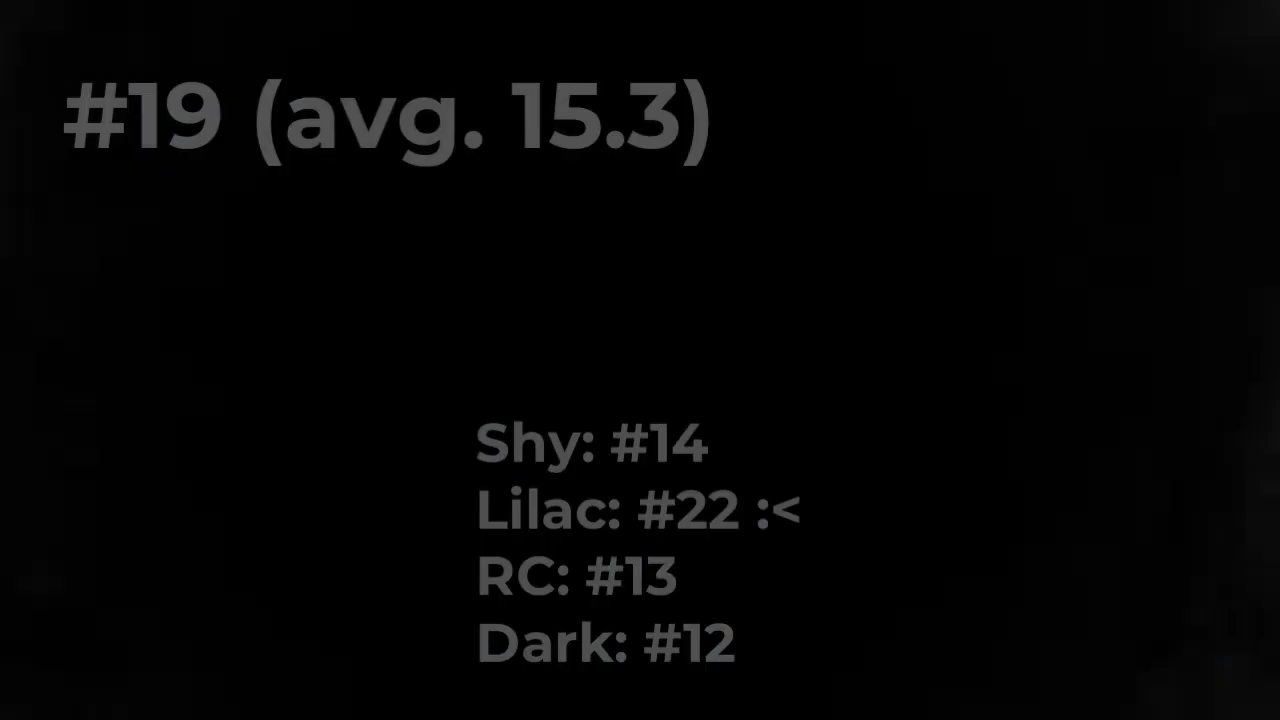 #19 (avg. 15.3)
Shy: #14
Lilac: #22 :<
RC: #13
Dark: #12